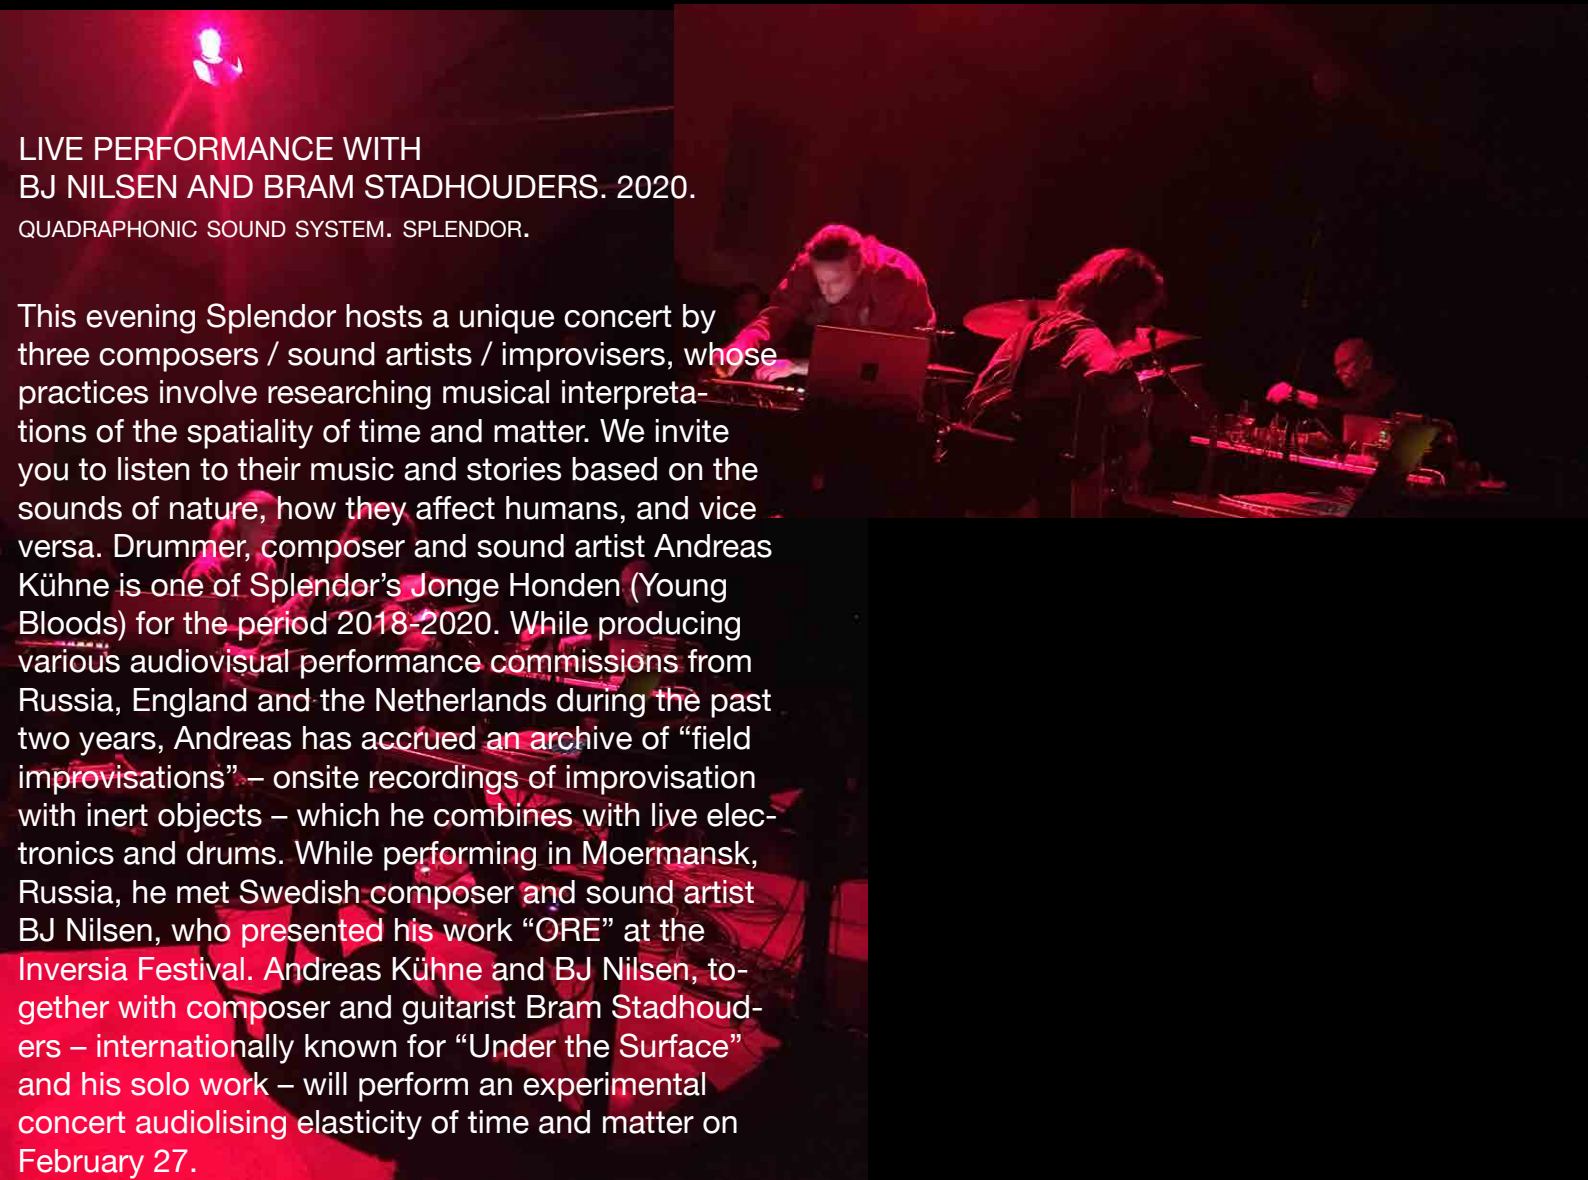 LIVE PERFORMANCE WITH
BJ NILSEN AND BRAM STADHOUDERS. 2020.
QUADRAPHONIC SOUND SYSTEM. SPLENDOR.
This evening Splendor hosts a unique concert by
three composers / sound artists / improvisers, whose
practices involve researching musical interpreta-
tions of the spatiality of time and matter. We invite
you to listen to their music and stories based on the
sounds of nature, how they affect humans, and vice
versa. Drummer, composer and sound artist Andreas
Kühne is one of Splendor’s Jonge Honden (Young
Bloods) for the period 2018-2020. While producing
various audiovisual performance commissions from
Russia, England and the Netherlands during the past
two years, Andreas has accrued an archive of “field
improvisations” – onsite recordings of improvisation
with inert objects – which he combines with live elec-
tronics and drums. While performing in Moermansk,
Russia, he met Swedish composer and sound artist
BJ Nilsen, who presented his work “ORE” at the
Inversia Festival. Andreas Kühne and BJ Nilsen, to-
gether with composer and guitarist Bram Stadhoud-
ers – internationally known for “Under the Surface”
and his solo work – will perform an experimental
concert audiolising elasticity of time and matter on
February 27.